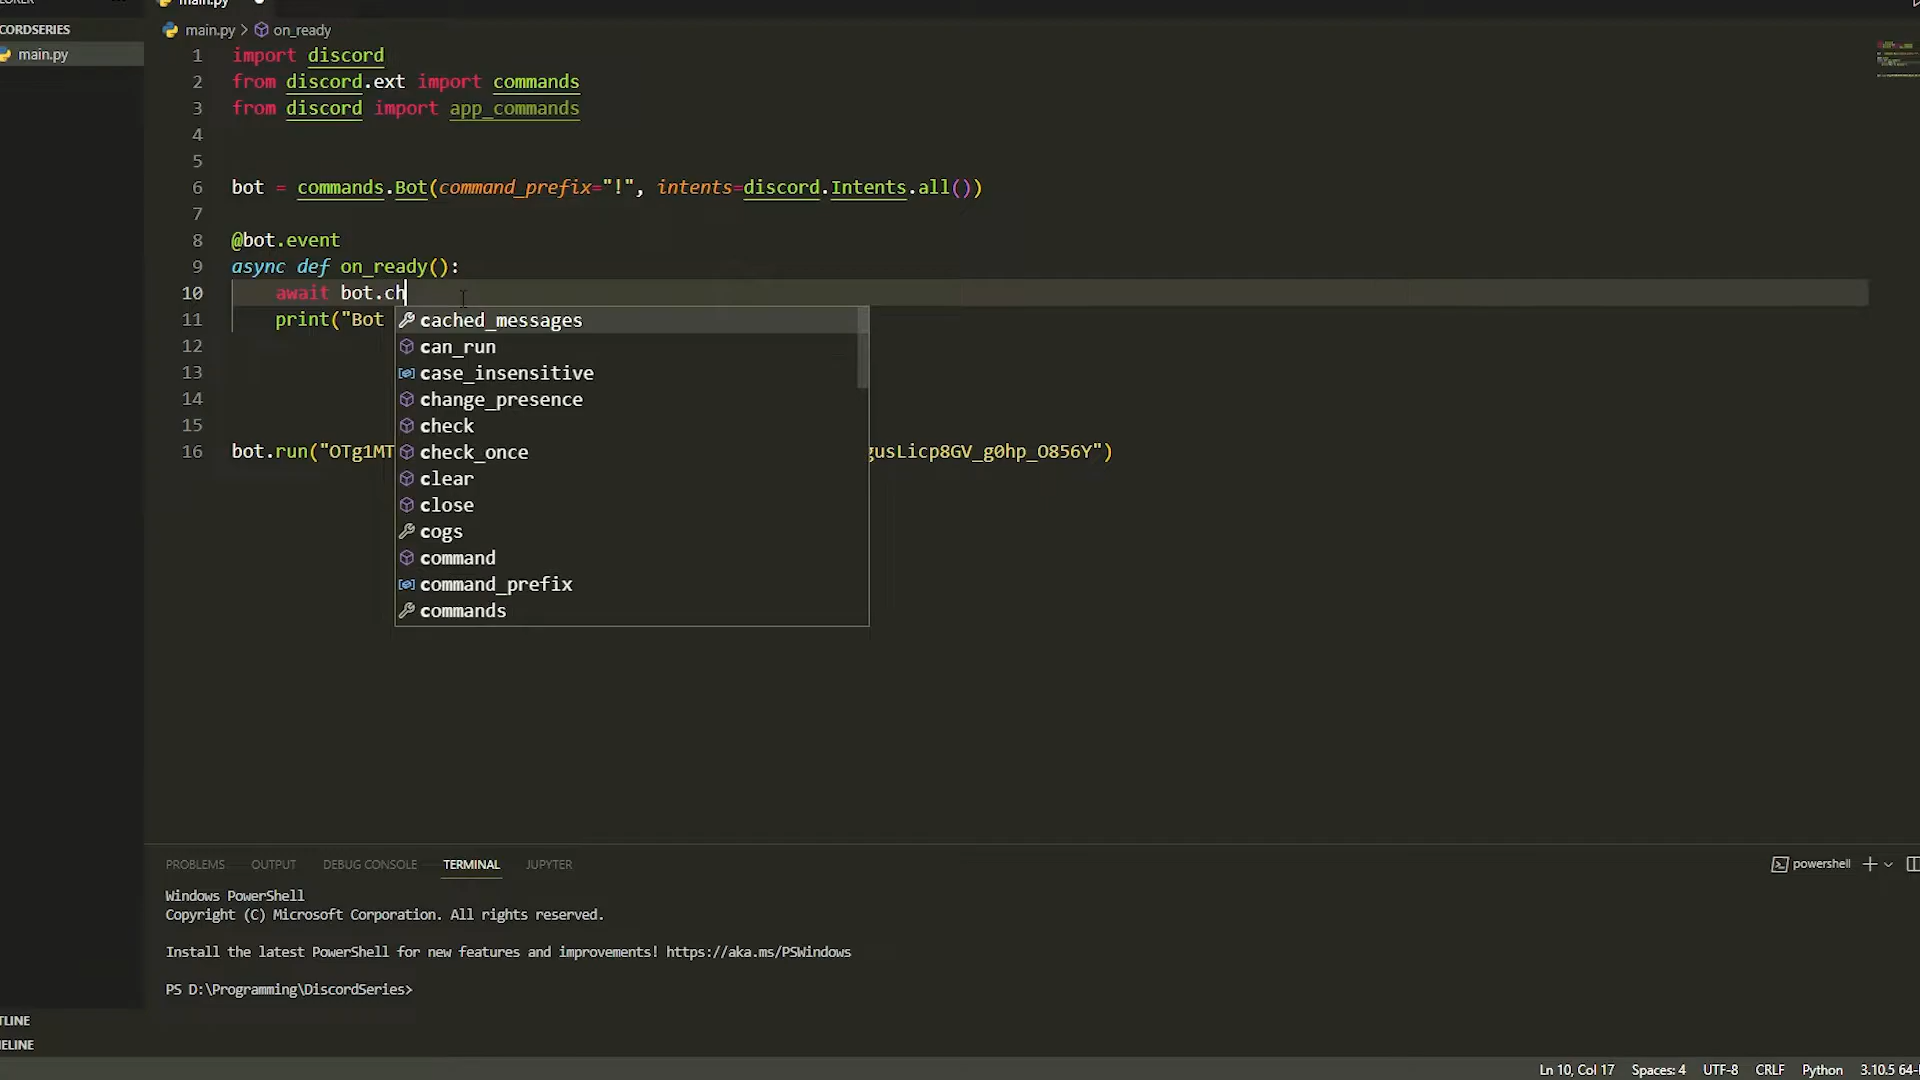 main.py
CORDSERIES
main.py > on_ready
main.py
1 import discord
2 from discord.ext import commands
3 from discord import app_commands
4
5
6 bot = commands.Bot(command_prefix="!", intents=discord.Intents.all())
7
8 @bot.event
9 async def on_ready():
10 await bot.ch
11 print("Bot
cached_messages
12
can_run
13
case_insensitive
14
change_presence
15
check
16 bot.run("OTg1MT
gusLicp8GV_g0hp_O856Y")
check_once
clear
close
cogs
command
command_prefix
commands
PROBLEMS OUTPUT DEBUG CONSOLE TERMINAL JUPYTER
powershell
Windows PowerShell
Copyright (C) Microsoft Corporation. All rights reserved.
Install the latest PowerShell for new features and improvements! https://aka.ms/PSWindows
PS D:\Programming\DiscordSeries>
TLINE
ELINE
Ln 10, Col 17 Spaces: 4 UTF-8 CRLF Python 3.10.5 64-